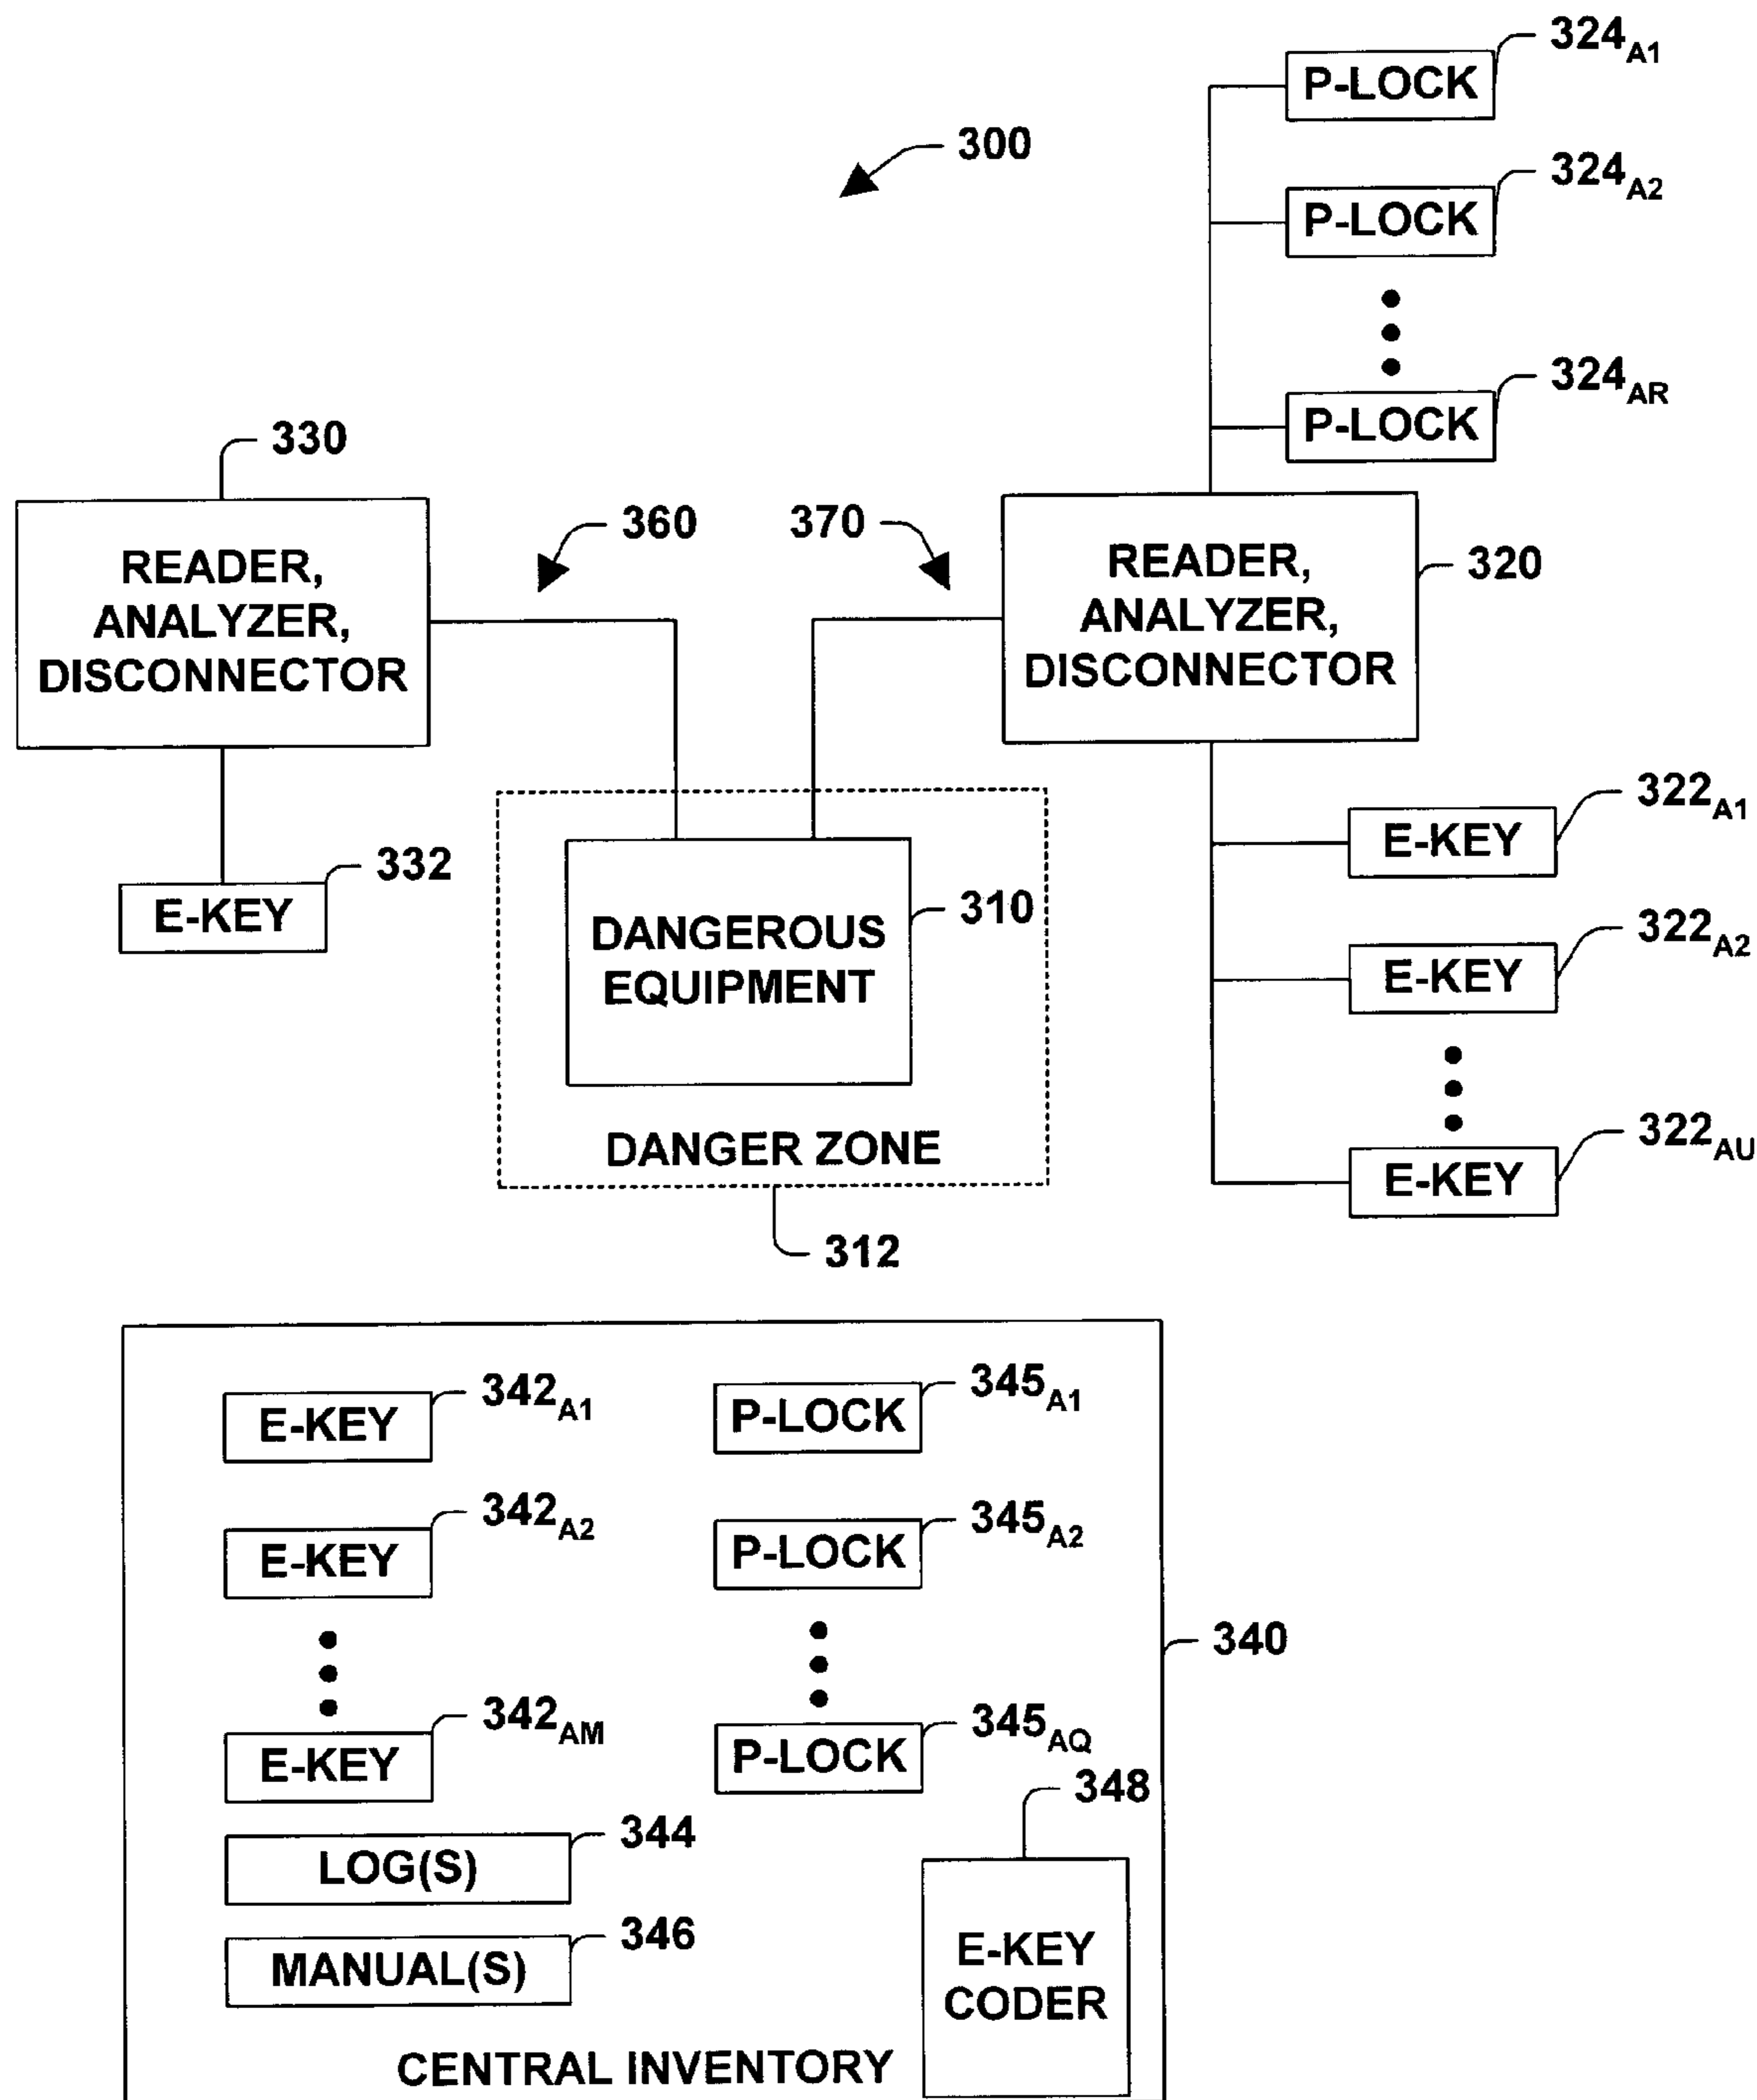 324A1
P-LOCK
300
324A2
P-LOCK
324AR
P-LOCK
330
360
370
READER,
ANALYZER,
DISCONNECTOR
READER,
ANALYZER,
DISCONNECTOR
320
322A1
E-KEY
332
E-KEY
310
DANGEROUS
EQUIPMENT
322A2
E-KEY
DANGER ZONE
322AU
E-KEY
312
342A1
E-KEY
345A1
P-LOCK
342A2
E-KEY
345A2
P-LOCK
340
342AM
E-KEY
345AQ
P-LOCK
348
344
LOG(S)
346
MANUAL(S)
E-KEY
CODER
CENTRAL INVENTORY